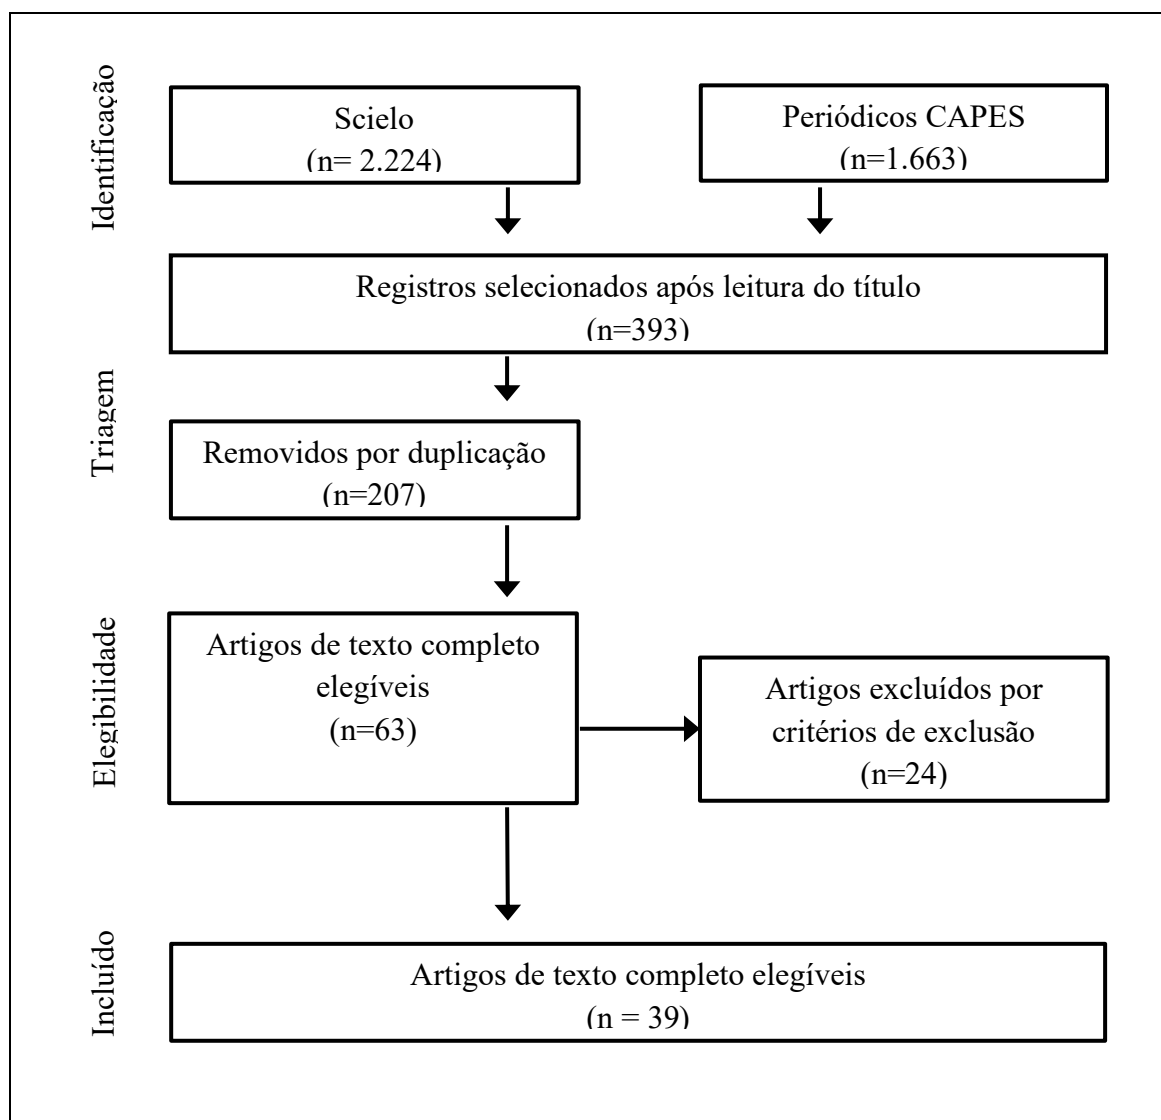 Identificação
Scielo
(n= 2.224)
Periódicos CAPES
(n=1.663)
Registros selecionados após leitura do título
(n=393)
Triagem
Removidos por duplicação
(n=207)
Elegibilidade
Artigos de texto completo
elegíveis
(n=63)
Artigos excluídos por
critérios de exclusão
(n=24)
Incluído
Artigos de texto completo elegíveis
(n = 39)